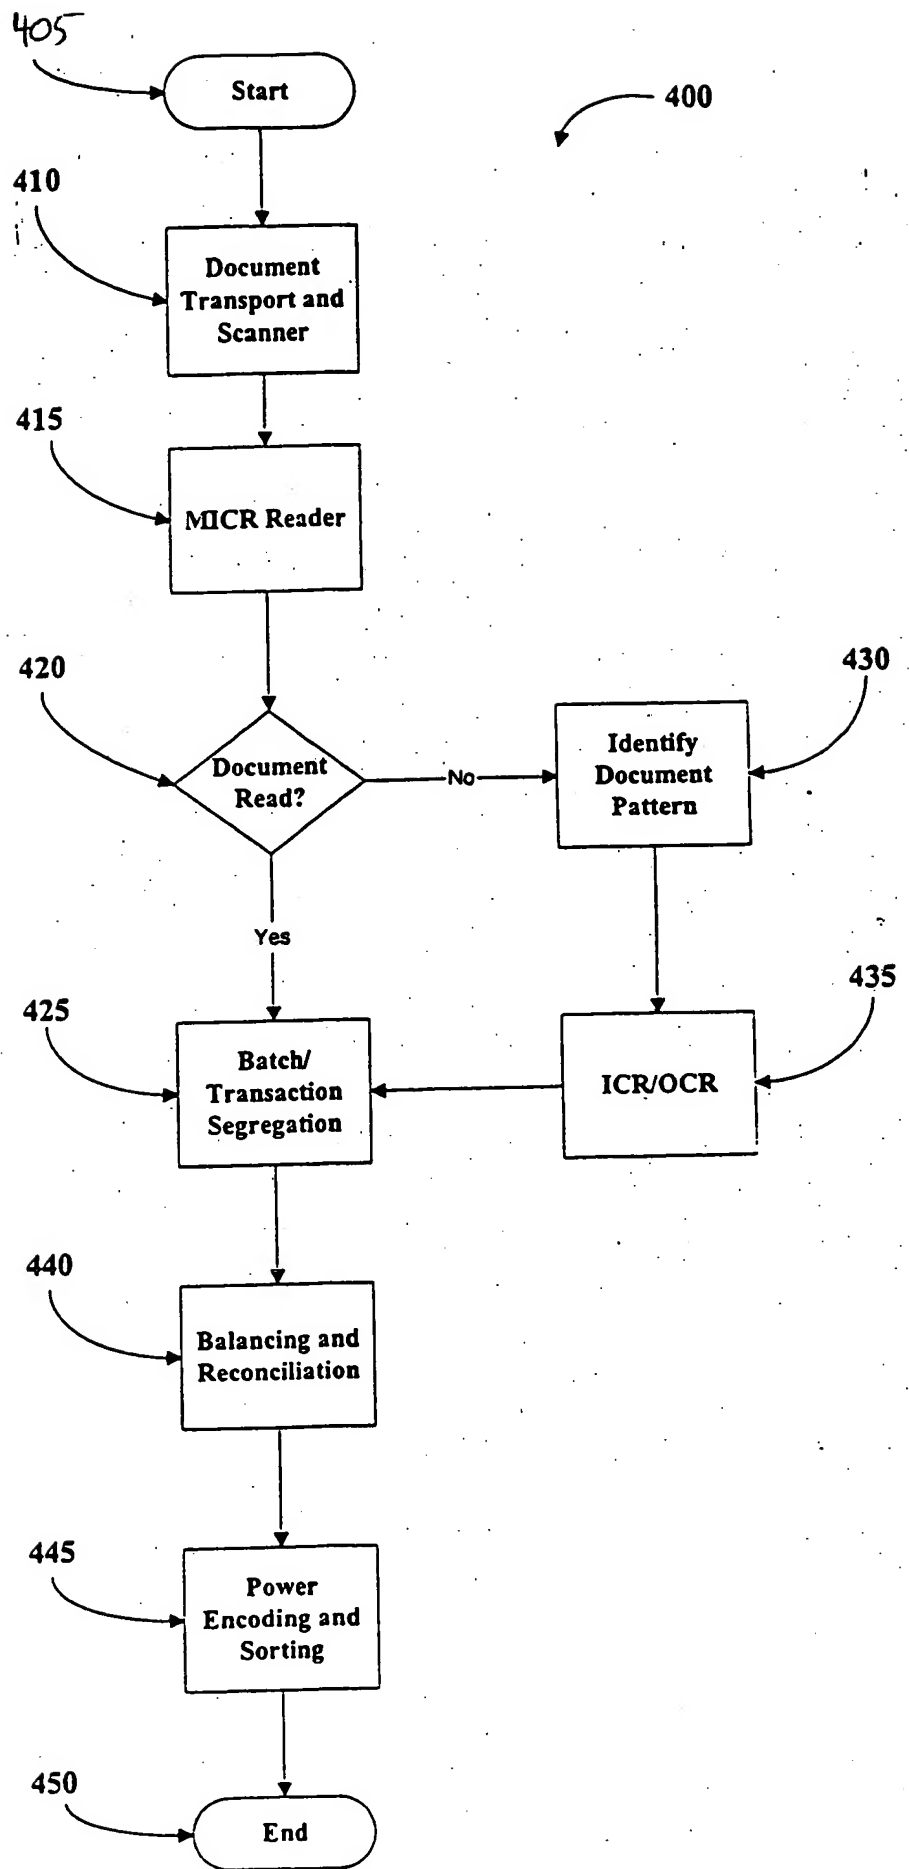 405
Start
400
410
Document
Transport and
Scanner
415
MICR Reader
420
Document
Read?
No
430
Identify
Document
Pattern
Yes
425
Batch/
Transaction
Segregation
435
ICR/OCR
440
Balancing and
Reconciliation
445
Power
Encoding and
Sorting
450
End